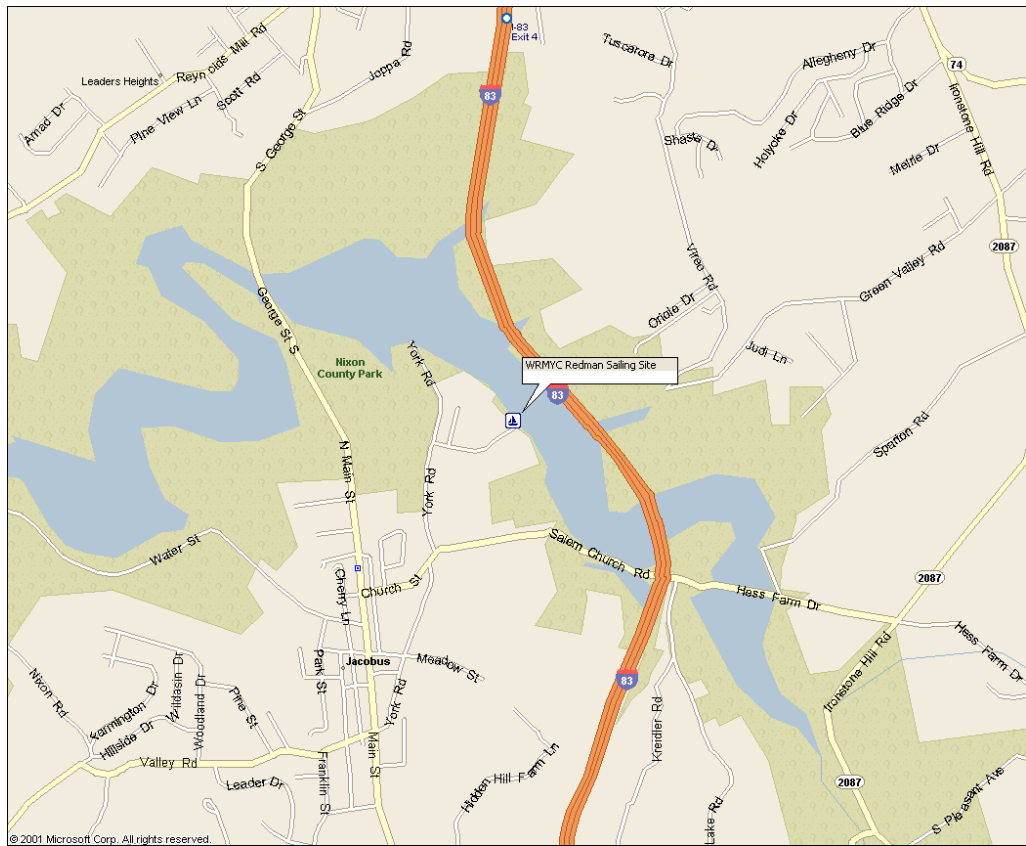 I-83
Exit 4
Tuscarora Dr
Allegheny Dr
74
Reynolds Mill Rd
Leaders Heights
Joppa Rd
Scott Rd
Pine View Ln
Amad Dr
83
Ironstone Hill Rd
Blue Ridge Dr
Holyoke Dr
Shasta Dr
Melrle Dr
S George St
2087
Vireo Rd
Green Valley Rd
Oriole Dr
George St S
Judi Ln
Nixon
County Park
York Rd
WRMYC Redman Sailing Site
83
Sparton Rd
N Main St
York Rd
Water St
Salem Church Rd
2087
Cherry Ln
Church St
Hess Farm Dr
Hess Farm Dr
Jacobus
Meadow St
Park St
Nixon Rd
Farmington Dr
Wildasin Dr
Woodland Dr
Pine St
Hillside Dr
York Rd
83
Kreidler Rd
Ironstone Hill Rd
Valley Rd
Main St
Leader Dr
Franklin St
Hidden Hill Farm Ln
Lake Rd
2087
S Pleasant Ave
© 2001 Microsoft Corp. All rights reserved.